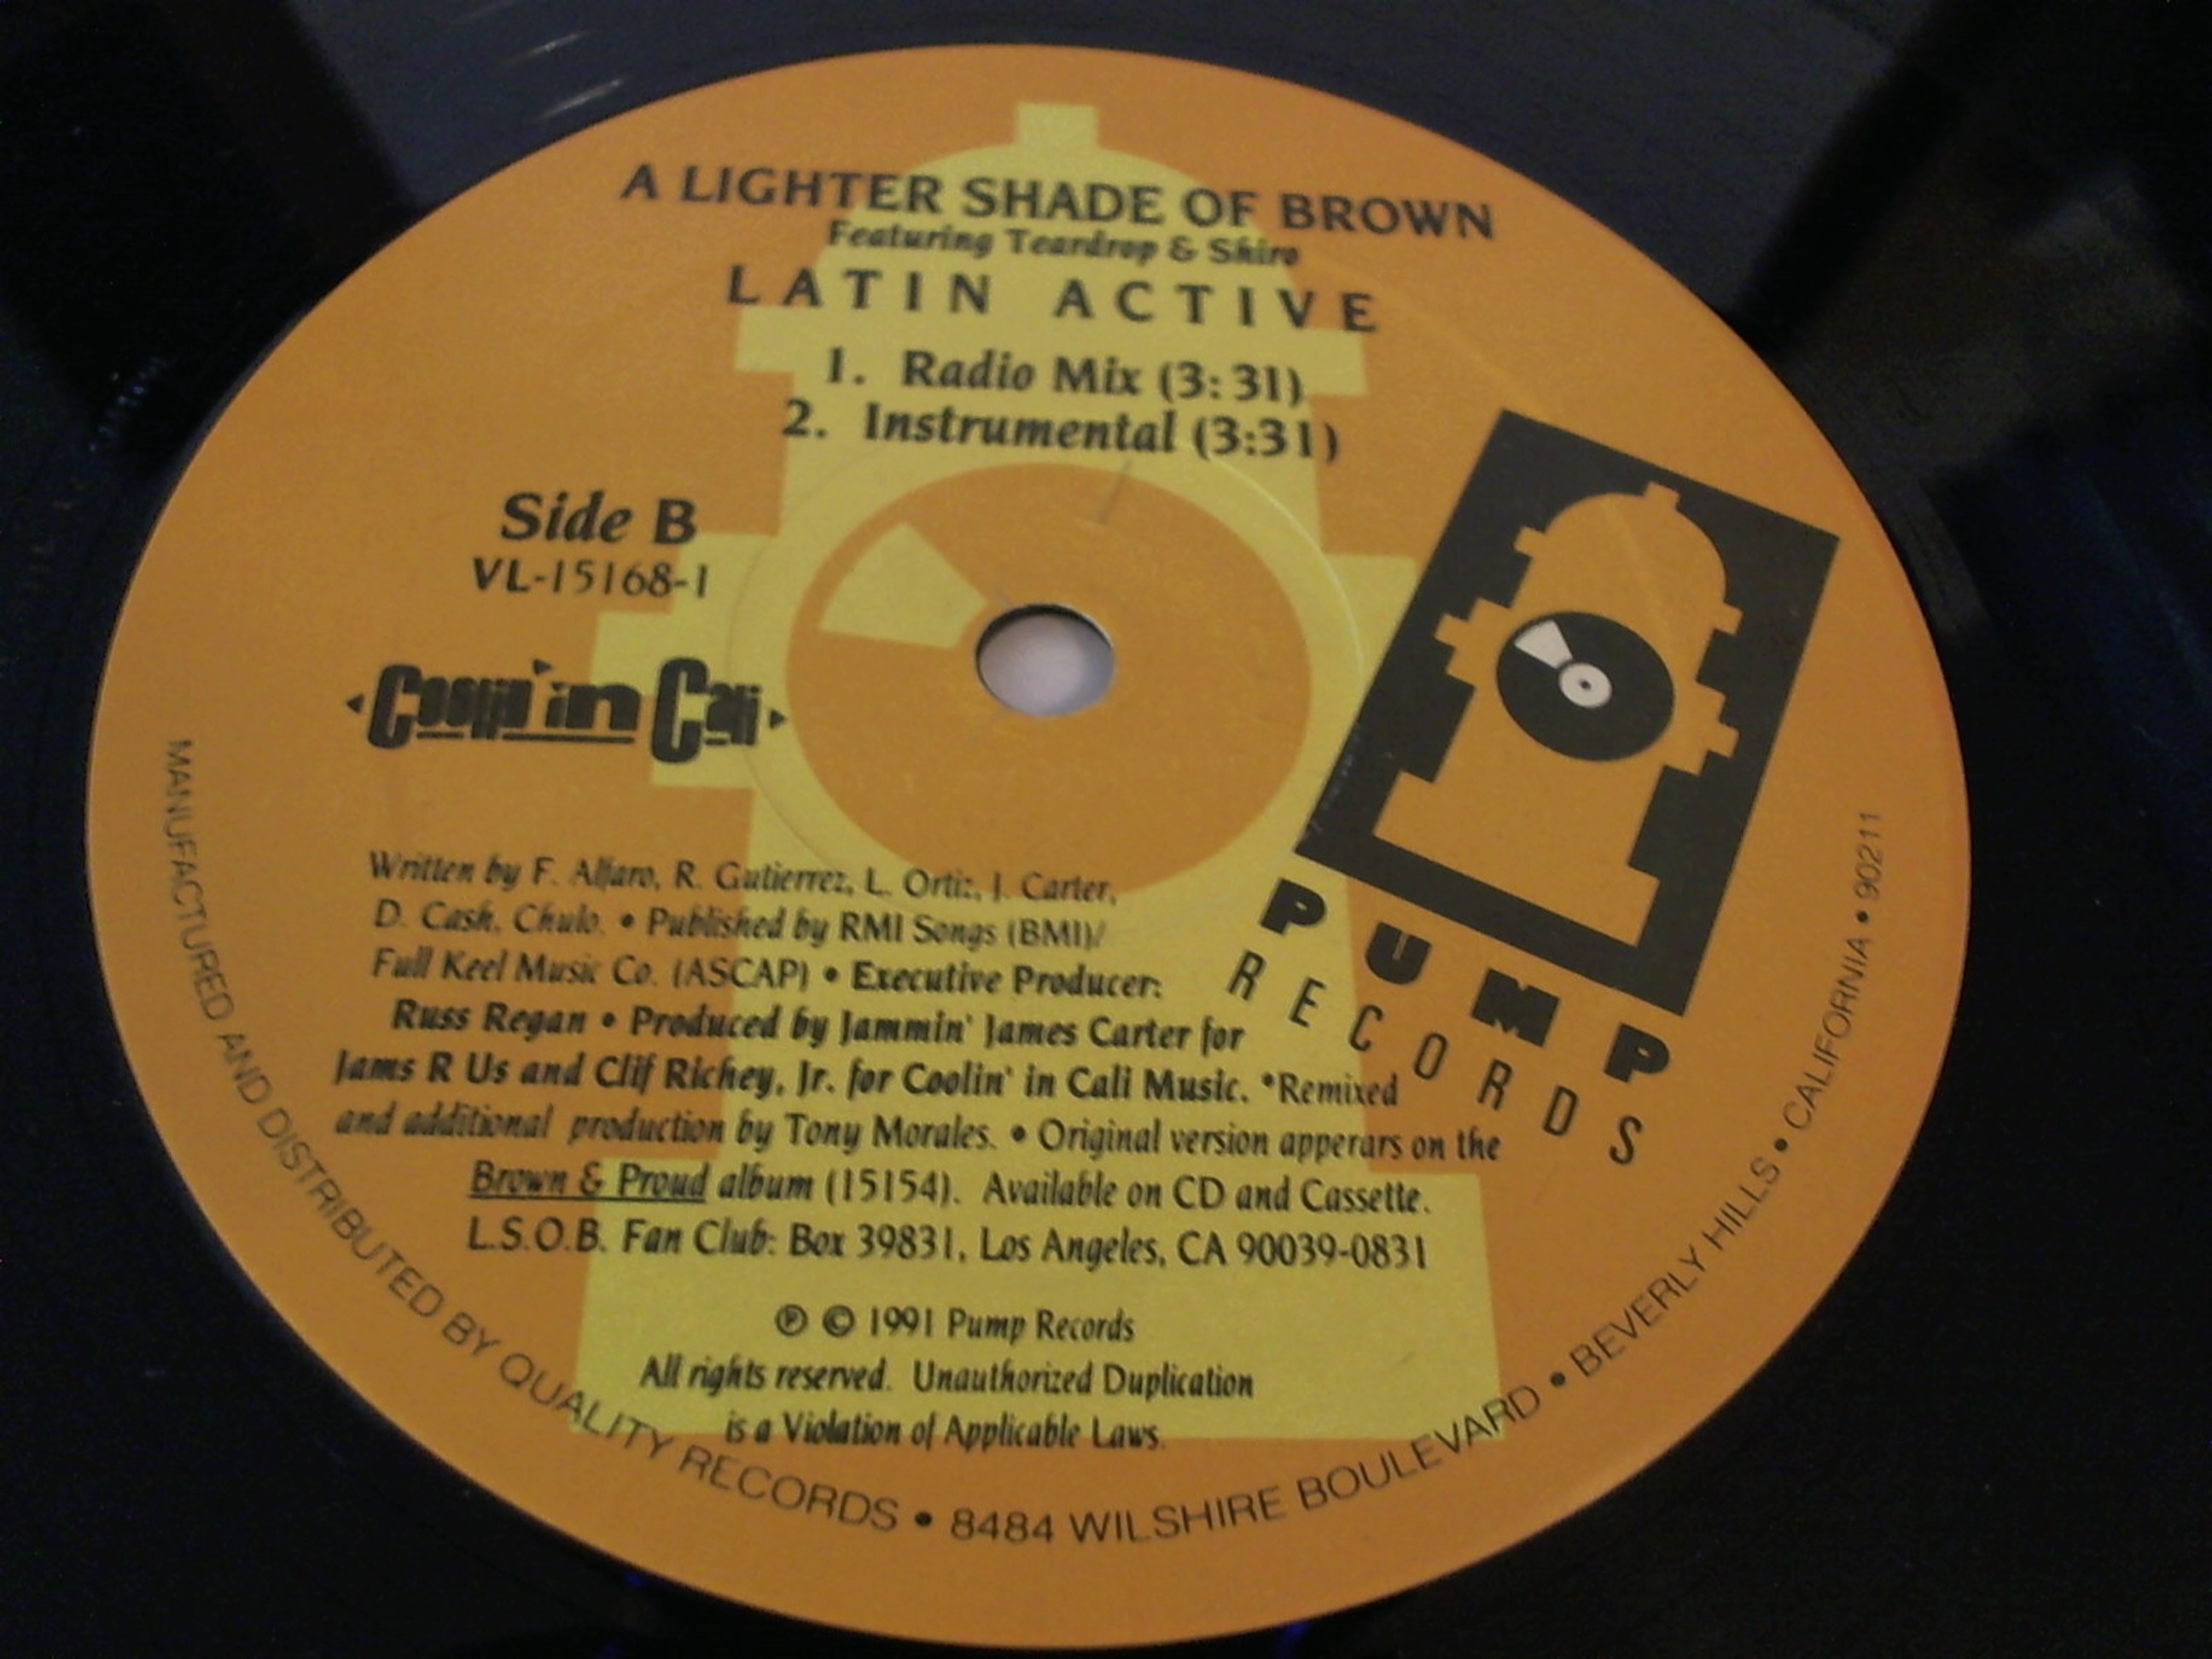 A LIGHTER SHADE OF BROWN
Featuring Teardrop & Shiro
LATIN ACTIVE
1. Radio Mix (3:31)
2. Instrumental (3:31)
Side B
VL-15168-1
Coolin' in Cali
PUMP
RECORDS
Written by F. Alfaro, R. Gutierrez, L. Ortiz, J. Carter,
D. Cash, Chulo. • Published by RMI Songs (BMI)/
Full Keel Music Co. (ASCAP) • Executive Producer:
Russ Regan • Produced by Jammin' James Carter for
Jams R Us and Clif Richey, Jr. for Coolin' in Cali Music. •Remixed
and additional production by Tony Morales. • Original version apperars on the
Brown & Proud album (15154). Available on CD and Cassette.
L.S.O.B. Fan Club: Box 39831, Los Angeles, CA 90039-0831
℗ © 1991 Pump Records
All rights reserved. Unauthorized Duplication
is a Violation of Applicable Laws.
MANUFACTURED AND DISTRIBUTED BY QUALITY RECORDS • 8484 WILSHIRE BOULEVARD • BEVERLY HILLS • CALIFORNIA • 90211